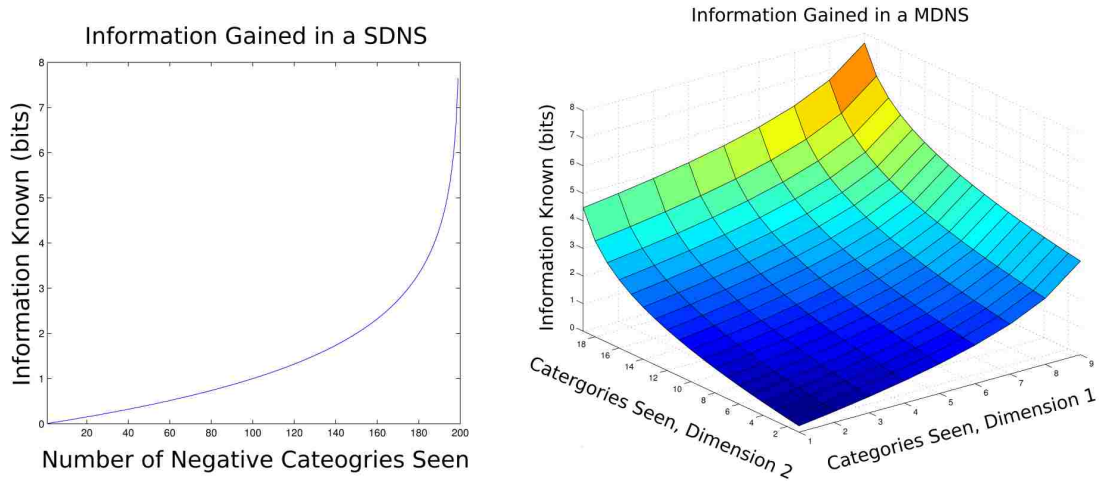 Information Gained in a SDNS
8
7
6
5
4
3
2
1
0
Information Known (bits)
20 40 60 80 100 120 140 160 180 200
Number of Negative Cateogries Seen
Information Gained in a MDNS
8
7
6
5
4
3
2
1
0
Information Known (bits)
18 16 14 12 10 8 6 4 2
Catergories Seen, Dimension 2
1 2 3 4 5 6 7 8 9
Categories Seen, Dimension 1